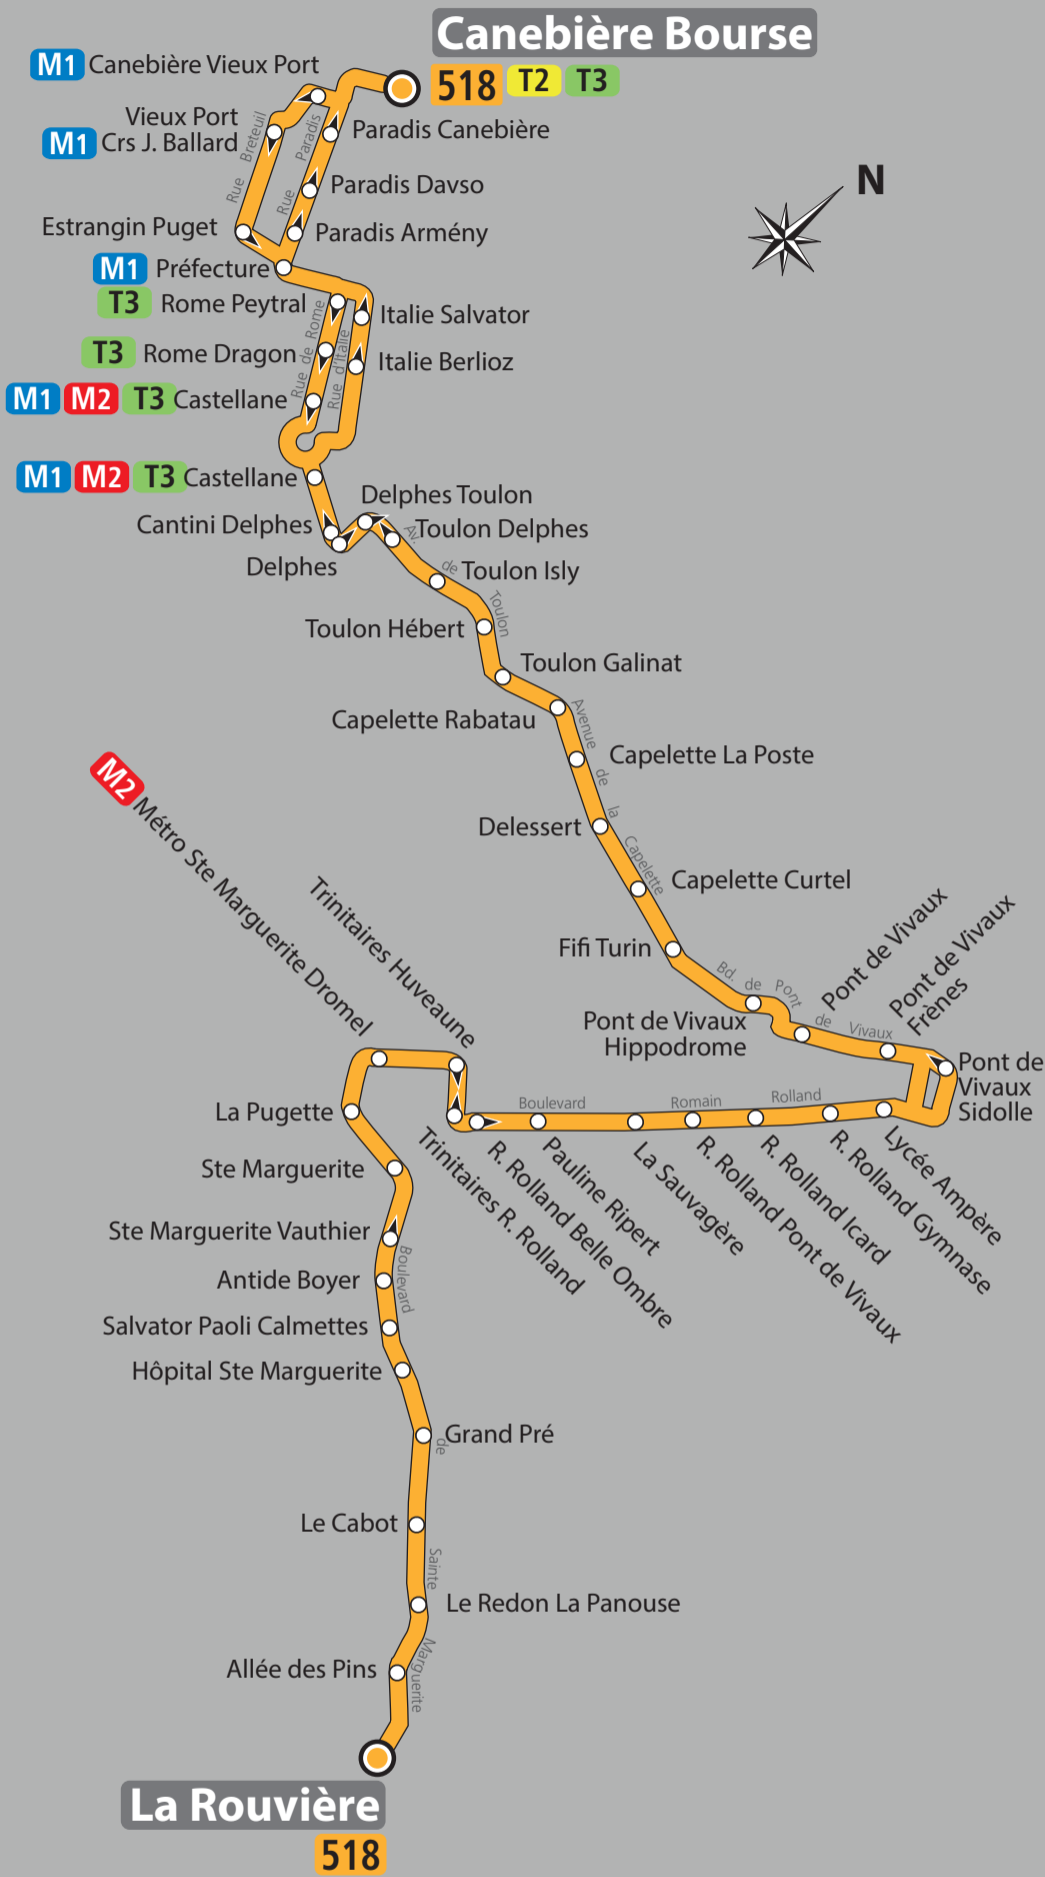 Canebière Bourse
518 T2 T3
M1 Canebière Vieux Port
Vieux Port
M1 Crs J. Ballard
Rue Breteuil
Rue Paradis
Paradis Canebière
N
Paradis Davso
Estrangin Puget
Paradis Armény
M1 Préfecture
T3 Rome Peytral
Italie Salvator
T3 Rome Dragon
Rue de Rome
Rue d'Italie
Italie Berlioz
M1 M2 T3 Castellane
M1 M2 T3 Castellane
Delphes Toulon
Cantini Delphes
Toulon Delphes
Delphes
Av. de Toulon
Toulon Isly
Toulon Hébert
Toulon Galinat
Capelette Rabatau
Avenue de la Capelette
Capelette La Poste
Delessert
Capelette Curtel
Fifi Turin
Bd. de Pont de Vivaux
Pont de Vivaux
Hippodrome
Pont de Vivaux
Pont de Vivaux
Frênes
Pont de
Vivaux
Sidolle
M2 Métro Ste Marguerite Dromel
Trinitaires Huveaune
Boulevard Romain Rolland
Trinitaires R. Rolland
R. Rolland Belle Ombre
Pauline Ripert
La Sauvagère
R. Rolland Pont de Vivaux
R. Rolland Icard
R. Rolland Gymnase
Lycée Ampère
La Pugette
Ste Marguerite
Ste Marguerite Vauthier
Antide Boyer
Boulevard de Sainte Marguerite
Salvator Paoli Calmettes
Hôpital Ste Marguerite
Grand Pré
Le Cabot
Le Redon La Panouse
Allée des Pins
La Rouvière
518